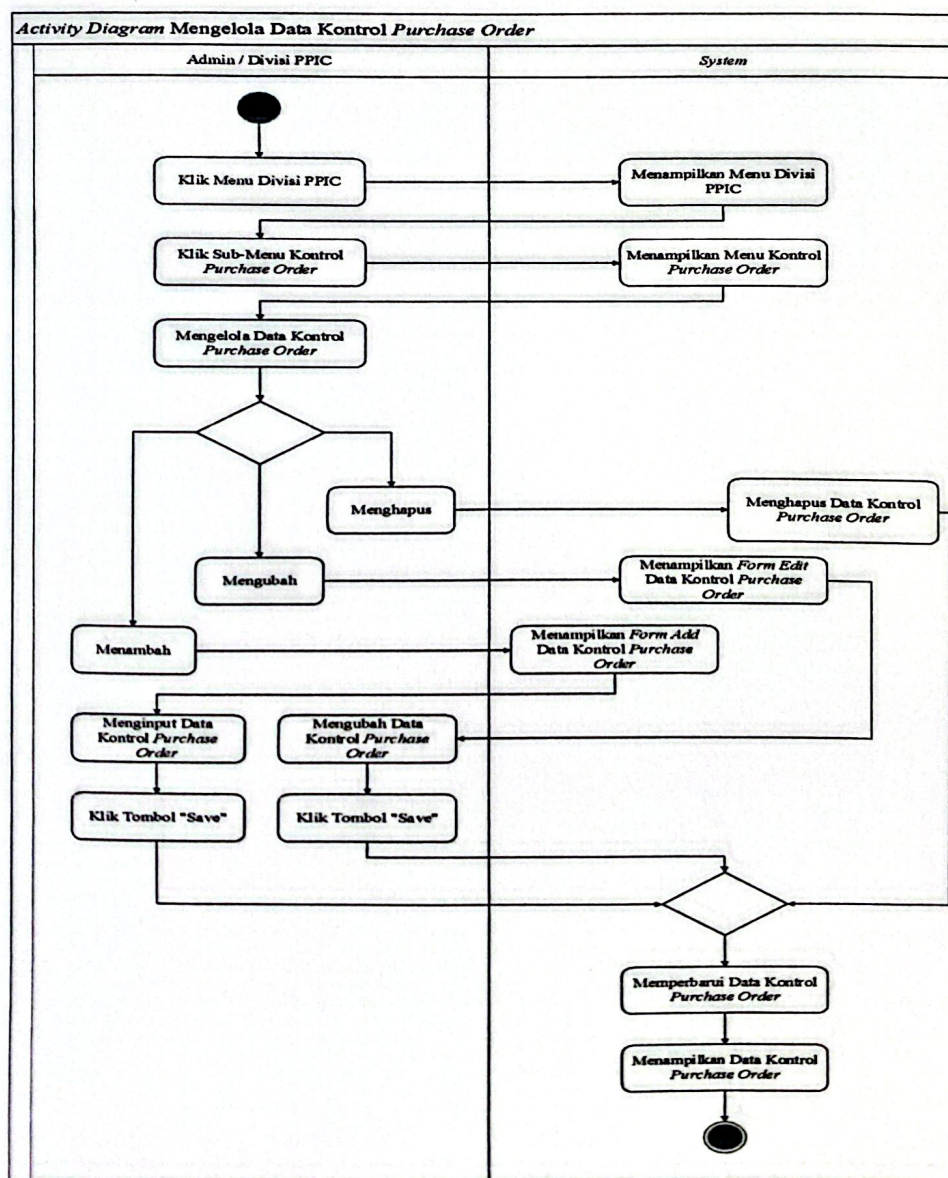 Activity Diagram Mengelola Data Kontrol Purchase Order
Admin / Divisi PPIC
System
Klik Menu Divisi PPIC
Menampilkan Menu Divisi
PPIC
Klik Sub-Menu Kontrol
Purchase Order
Menampilkan Menu Kontrol
Purchase Order
Mengelola Data Kontrol
Purchase Order
Menghapus
Menghapus Data Kontrol
Purchase Order
Mengubah
Menampilkan Form Edit
Data Kontrol Purchase
Order
Menambah
Menampilkan Form Add
Data Kontrol Purchase
Order
Menginput Data
Kontrol Purchase
Order
Mengubah Data
Kontrol Purchase
Order
Klik Tombol "Save"
Klik Tombol "Save"
Memperbarui Data Kontrol
Purchase Order
Menampilkan Data Kontrol
Purchase Order